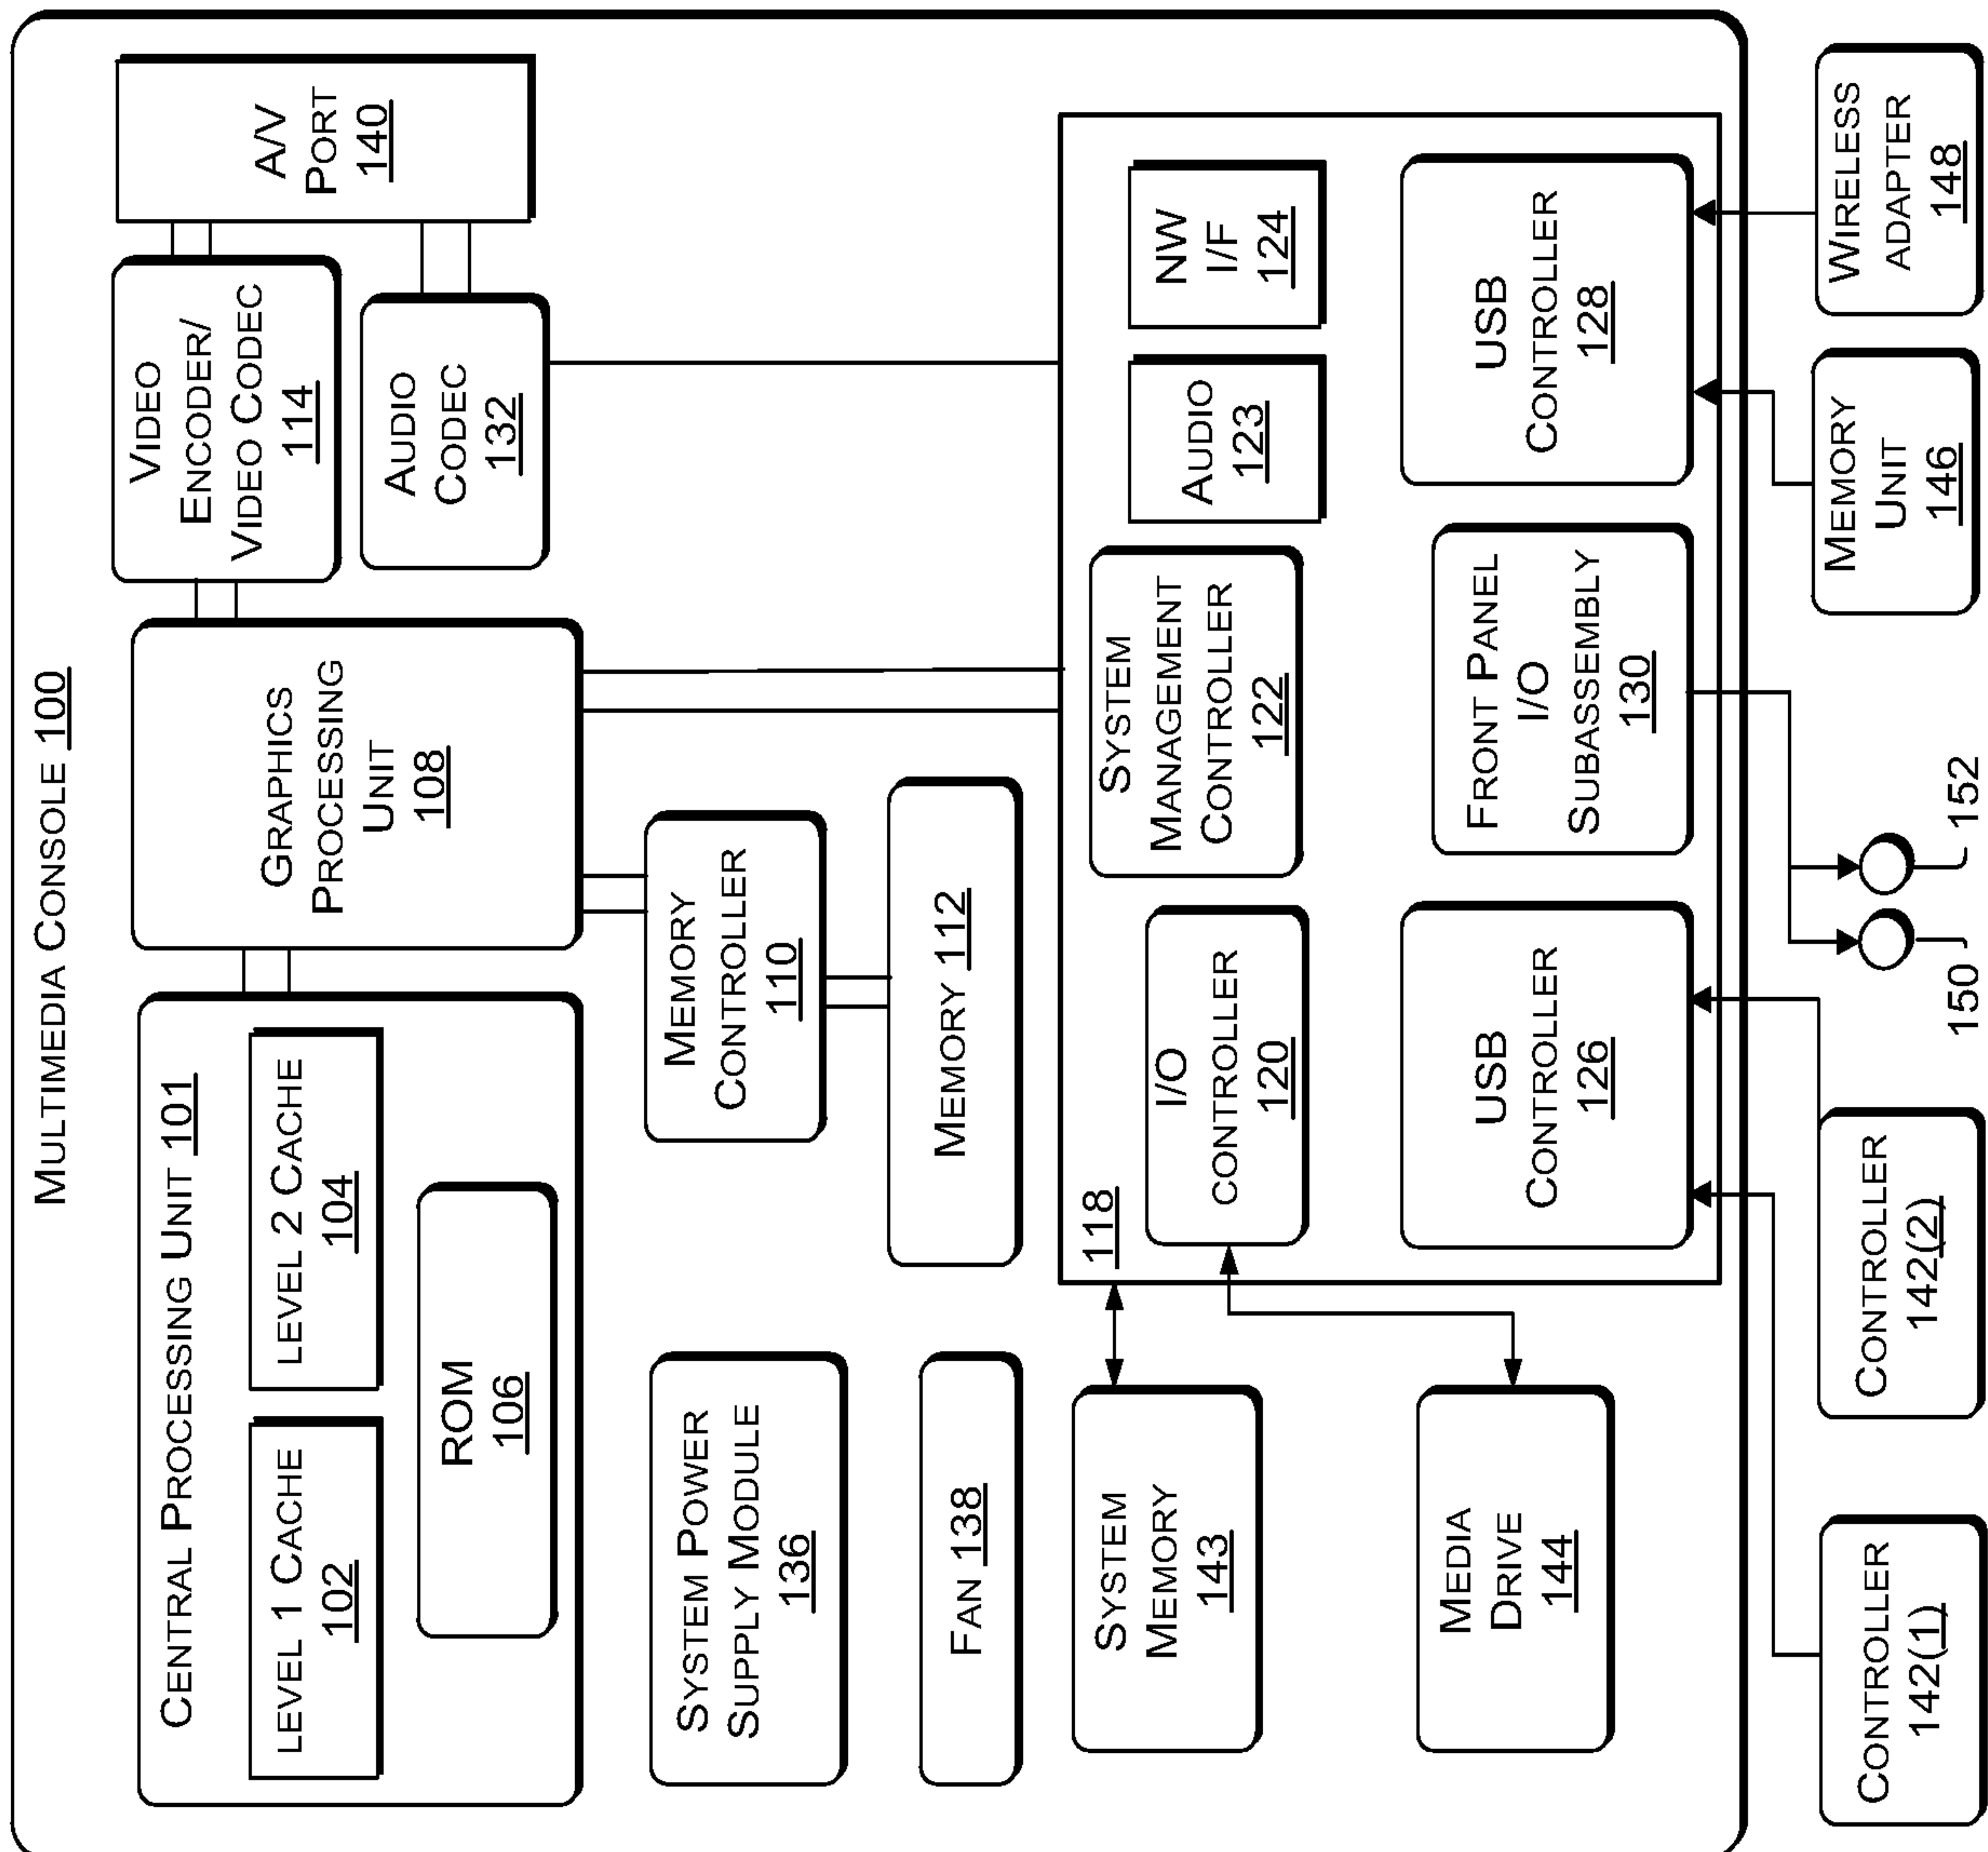 MULTIMEDIA CONSOLE 100
CENTRAL PROCESSING UNIT 101
LEVEL 1 CACHE
102
LEVEL 2 CACHE
104
ROM
106
GRAPHICS
PROCESSING
UNIT
108
VIDEO
ENCODER/
VIDEO CODEC
114
AUDIO
CODEC
132
A/V
PORT
140
SYSTEM POWER
SUPPLY MODULE
136
MEMORY
CONTROLLER
110
FAN 138
MEMORY 112
118
SYSTEM
MEMORY
143
I/O
CONTROLLER
120
SYSTEM
MANAGEMENT
CONTROLLER
122
AUDIO
123
NW
I/F
124
MEDIA
DRIVE
144
USB
CONTROLLER
126
FRONT PANEL
I/O
SUBASSEMBLY
130
USB
CONTROLLER
128
CONTROLLER
142(1)
CONTROLLER
142(2)
150
152
MEMORY
UNIT
146
WIRELESS
ADAPTER
148